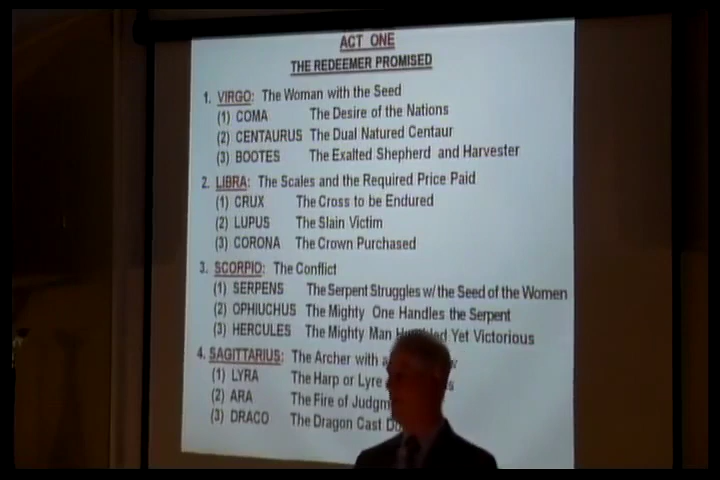 ACT ONE
THE REDEEMER PROMISED
1. VIRGO: The Woman with the Seed
(1) COMA The Desire of the Nations
(2) CENTAURUS The Dual Natured Centaur
(3) BOOTES The Exalted Shepherd and Harvester
2. LIBRA: The Scales and the Required Price Paid
(1) CRUX The Cross to be Endured
(2) LUPUS The Slain Victim
(3) CORONA The Crown Purchased
3. SCORPIO: The Conflict
(1) SERPENS The Serpent Struggles w/the Seed of the Women
(2) OPHIUCHUS The Mighty One Handles the Serpent
(3) HERCULES The Mighty Man Yet Victorious
4. SAGITTARIUS: The Archer with
(1) LYRA The Harp or Lyre
(2) ARA The Fire of
(3) DRACO The Dragon Cast